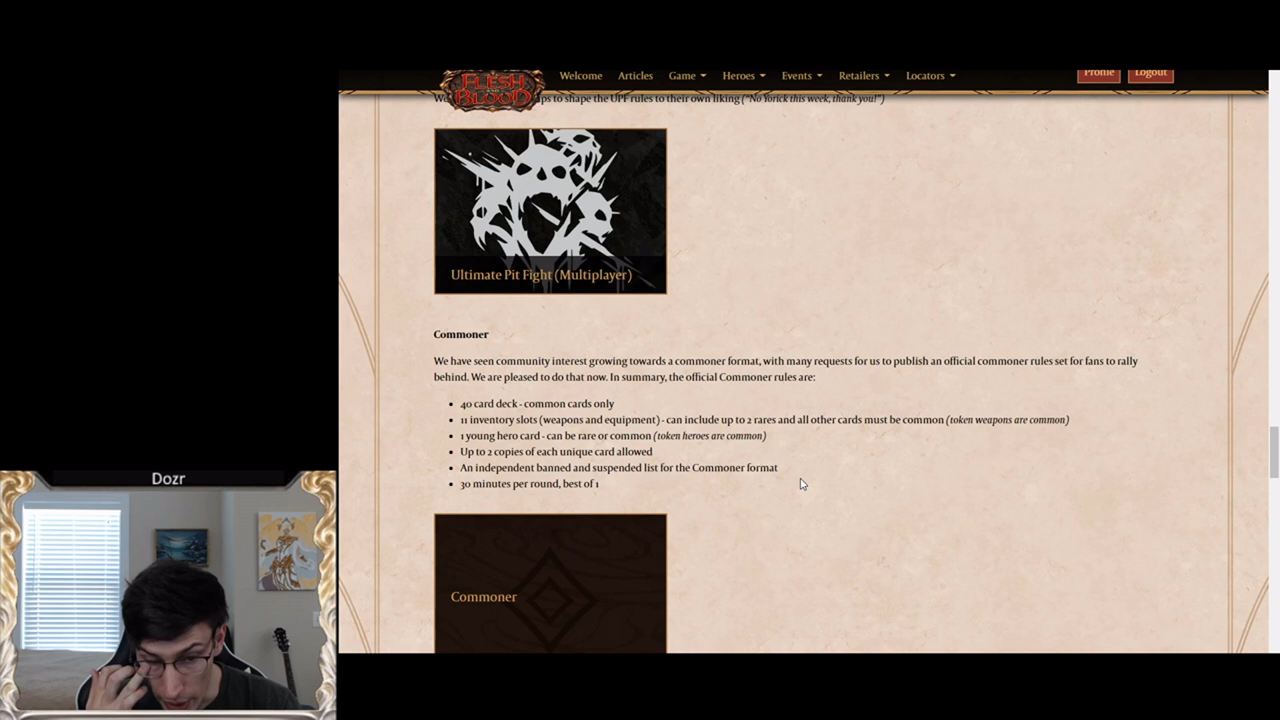 Welcome Articles Game Heroes Events Retailers Locators Profile Logout
FLESH
AND
BLOOD
ps to shape the UPF rules to their own liking (“No Yorick this week, thank you!”)
Ultimate Pit Fight (Multiplayer)
Commoner
We have seen community interest growing towards a commoner format, with many requests for us to publish an official commoner rules set for fans to rally
behind. We are pleased to do that now. In summary, the official Commoner rules are:
• 40 card deck - common cards only
• 11 inventory slots (weapons and equipment) - can include up to 2 rares and all other cards must be common (token weapons are common)
• 1 young hero card - can be rare or common (token heroes are common)
• Up to 2 copies of each unique card allowed
• An independent banned and suspended list for the Commoner format
• 30 minutes per round, best of 1
Dozr
Commoner